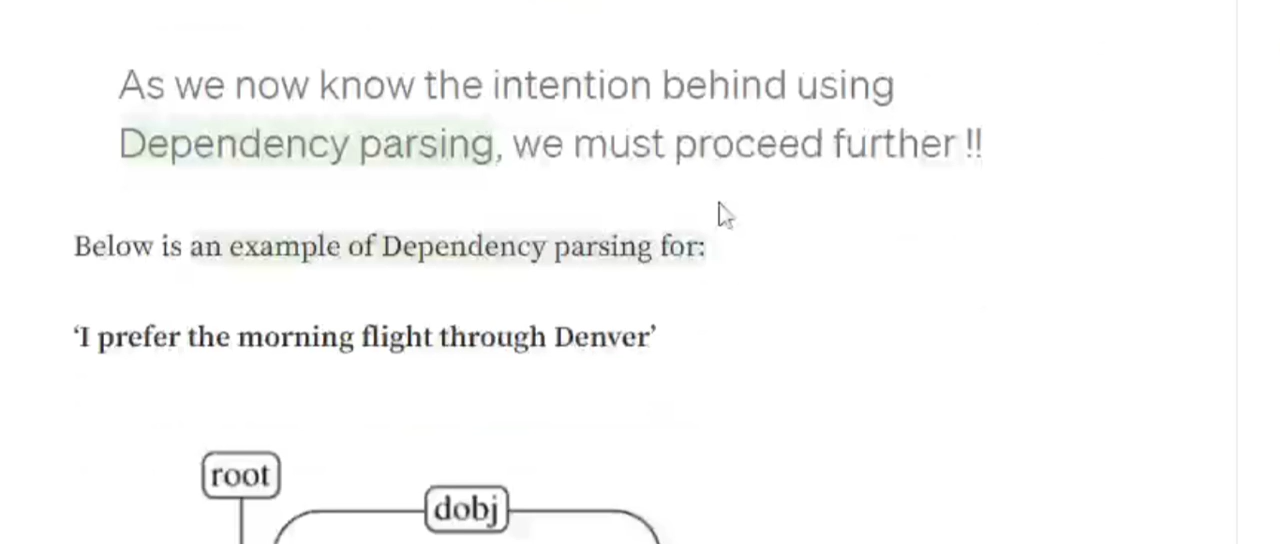 As we now know the intention behind using
Dependency parsing, we must proceed further !!
Below is an example of Dependency parsing for:
‘I prefer the morning flight through Denver’
root
dobj